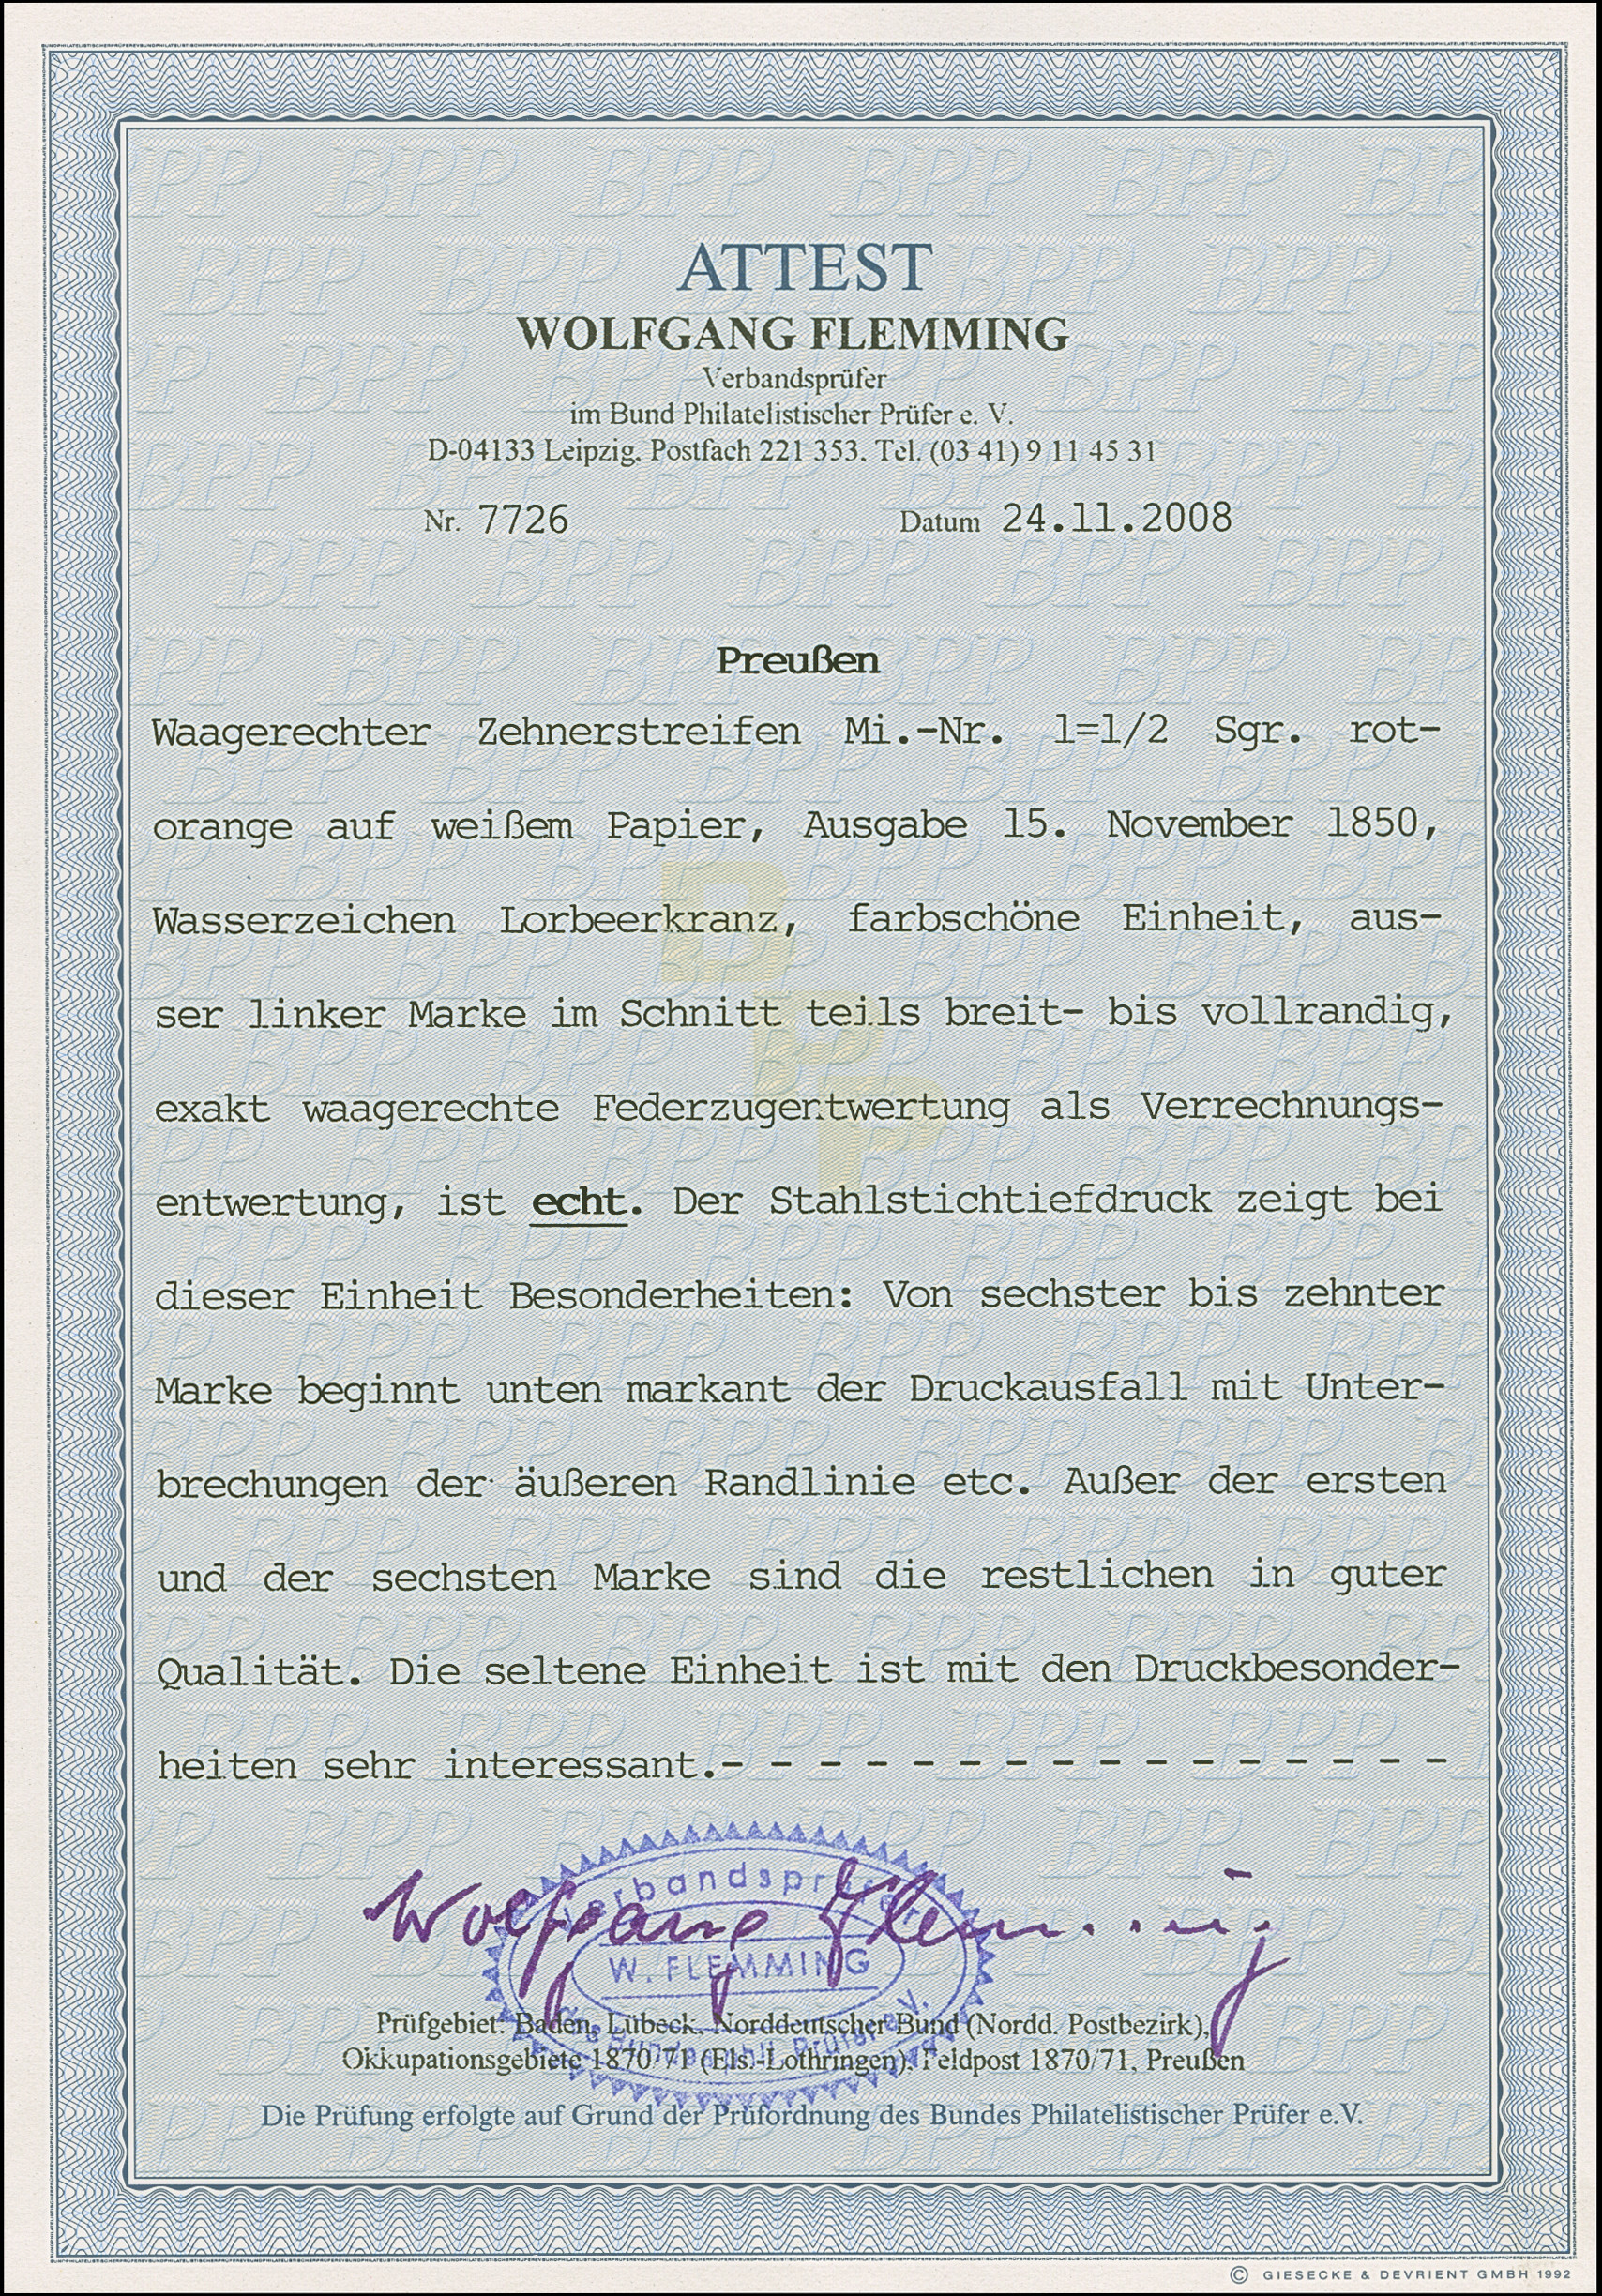 ATTEST
WOLFGANG FLEMMING
Verbandsprüfer
im Bund Philatelistischer Prüfer e. V.
D-04133 Leipzig, Postfach 221 353, Tel. (03 41) 9 11 45 31
Nr. 7726 Datum 24.11.2008
Preußen
Waagerechter Zehnerstreifen Mi.-Nr. 1=1/2 Sgr. rot-
orange auf weißem Papier, Ausgabe 15. November 1850,
Wasserzeichen Lorbeerkranz, farbschöne Einheit, aus-
ser linker Marke im Schnitt teils breit- bis vollrandig,
exakt waagerechte Federzugentwertung als Verrechnungs-
entwertung, ist echt. Der Stahlstichtiefdruck zeigt bei
dieser Einheit Besonderheiten: Von sechster bis zehnter
Marke beginnt unten markant der Druckausfall mit Unter-
brechungen der äußeren Randlinie etc. Außer der ersten
und der sechsten Marke sind die restlichen in guter
Qualität. Die seltene Einheit ist mit den Druckbesonder-
heiten sehr interessant.- - - - - - - - - - - - - - - -
Verbandsprüfer
Wolfgang Flemming
W. FLEMMING
Prüfgebiet: Baden, Lübeck, Norddeutscher Bund (Nordd. Postbezirk),
Okkupationsgebiete 1870/71 (Els.-Lothringen), Feldpost 1870/71, Preußen
Die Prüfung erfolgte auf Grund der Prüfordnung des Bundes Philatelistischer Prüfer e.V.
© GIESECKE & DEVRIENT GMBH 1992